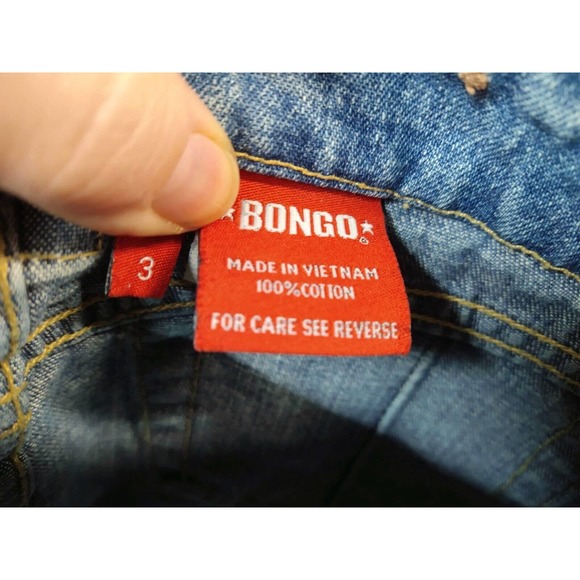 ★BONGO★®
3
MADE IN VIETNAM
100%COTTON
FOR CARE SEE REVERSE